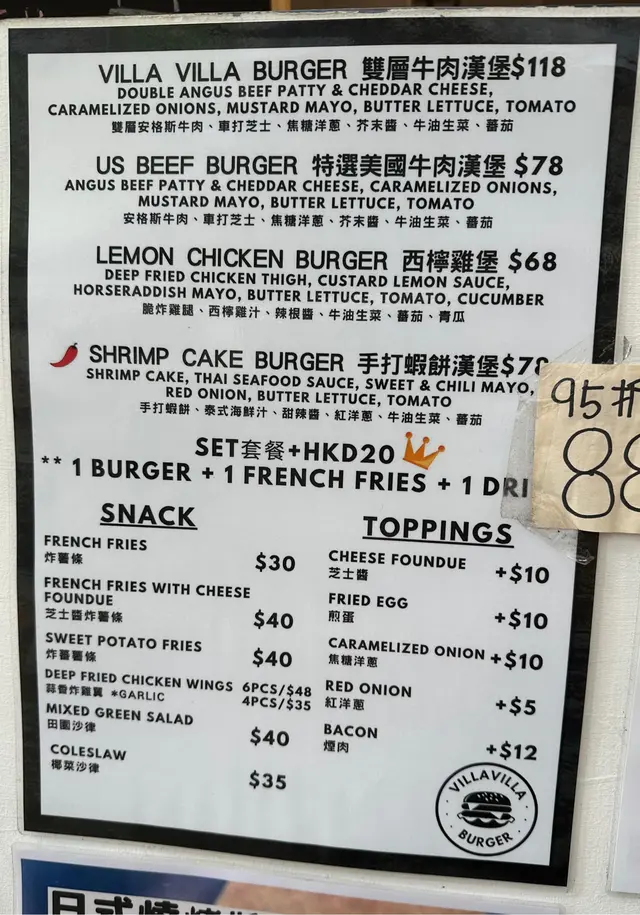 VILLA VILLA BURGER 雙層牛肉漢堡$118
DOUBLE ANGUS BEEF PATTY & CHEDDAR CHEESE,
CARAMELIZED ONIONS, MUSTARD MAYO, BUTTER LETTUCE, TOMATO
雙層安格斯牛肉、車打芝士、焦糖洋蔥、芥末醬、牛油生菜、蕃茄
US BEEF BURGER 特選美國牛肉漢堡 $78
ANGUS BEEF PATTY & CHEDDAR CHEESE, CARAMELIZED ONIONS,
MUSTARD MAYO, BUTTER LETTUCE, TOMATO
安格斯牛肉、車打芝士、焦糖洋蔥、芥末醬、牛油生菜、蕃茄
LEMON CHICKEN BURGER 西檸雞堡 $68
DEEP FRIED CHICKEN THIGH, CUSTARD LEMON SAUCE,
HORSERADDISH MAYO, BUTTER LETTUCE, TOMATO, CUCUMBER
脆炸雞腿、西檸雞汁、辣根醬、牛油生菜、蕃茄、青瓜
SHRIMP CAKE BURGER 手打蝦餅漢堡$78
SHRIMP CAKE, THAI SEAFOOD SAUCE, SWEET & CHILI MAYO,
RED ONION, BUTTER LETTUCE, TOMATO
手打蝦餅、泰式海鮮汁、甜辣醬、紅洋蔥、牛油生菜、蕃茄
95折
88
SET套餐+HKD20
** 1 BURGER + 1 FRENCH FRIES + 1 DRI
SNACK
FRENCH FRIES
炸薯條 $30
FRENCH FRIES WITH CHEESE
FOUNDUE
芝士醬炸薯條 $40
SWEET POTATO FRIES
炸蕃薯條 $40
DEEP FRIED CHICKEN WINGS 6PCS/$48
蒜香炸雞翼 *GARLIC 4PCS/$35
MIXED GREEN SALAD
田園沙律 $40
COLESLAW
椰菜沙律 $35
TOPPINGS
CHEESE FOUNDUE
芝士醬 +$10
FRIED EGG
煎蛋 +$10
CARAMELIZED ONION +$10
焦糖洋蔥
RED ONION
紅洋蔥 +$5
BACON
煙肉 +$12
VILLAVILLA
BURGER